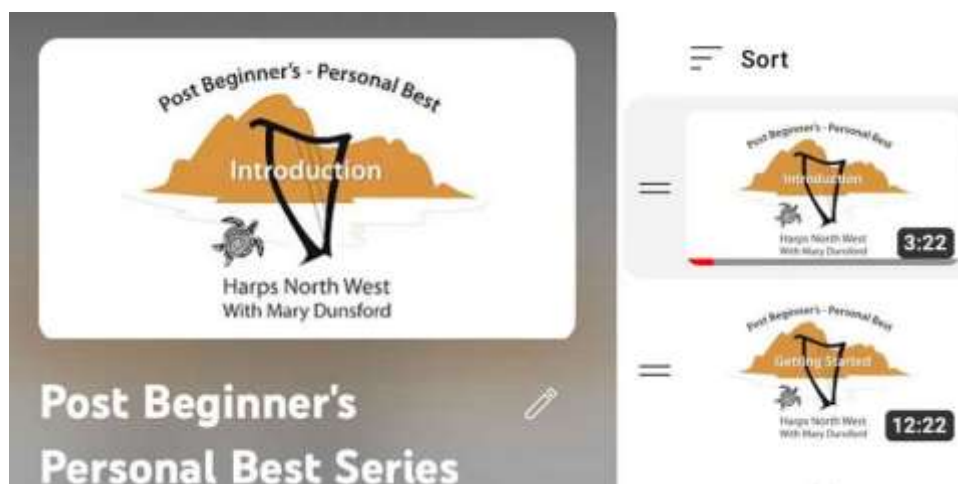 Post Beginner's - Personal Best
Introduction
Harps North West
With Mary Dunsford
Post Beginner's
Personal Best Series
Sort
Post Beginner's - Personal Best
Introduction
Harps North West
With Mary Dunsford
3:22
Post Beginner's - Personal Best
Getting Started
Harps North West
With Mary Dunsford
12:22